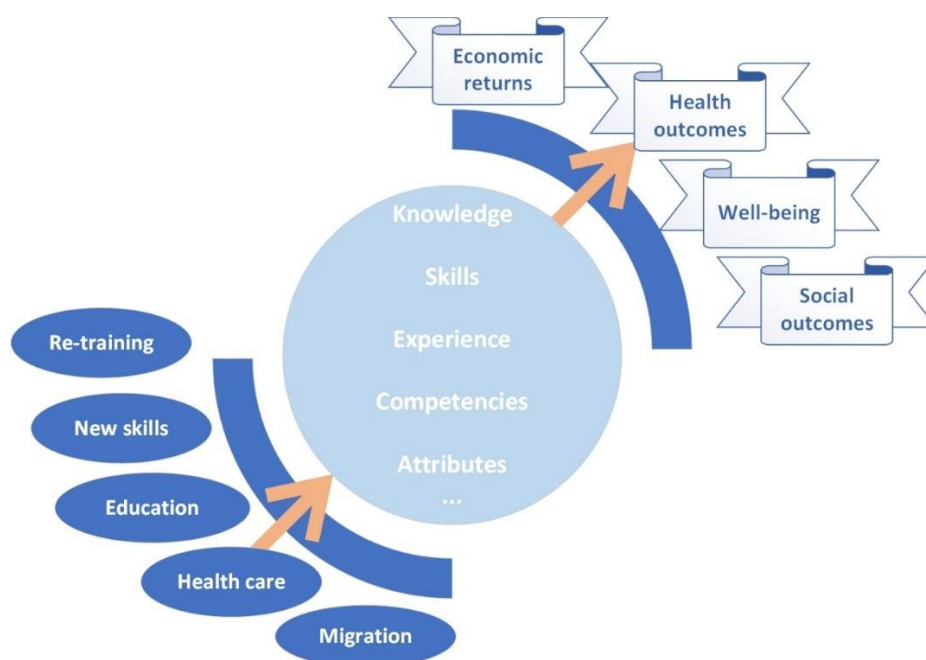 Economic
returns
Health
outcomes
Well-being
Social
outcomes
Knowledge
Skills
Experience
Competencies
Attributes
...
Re-training
New skills
Education
Health care
Migration